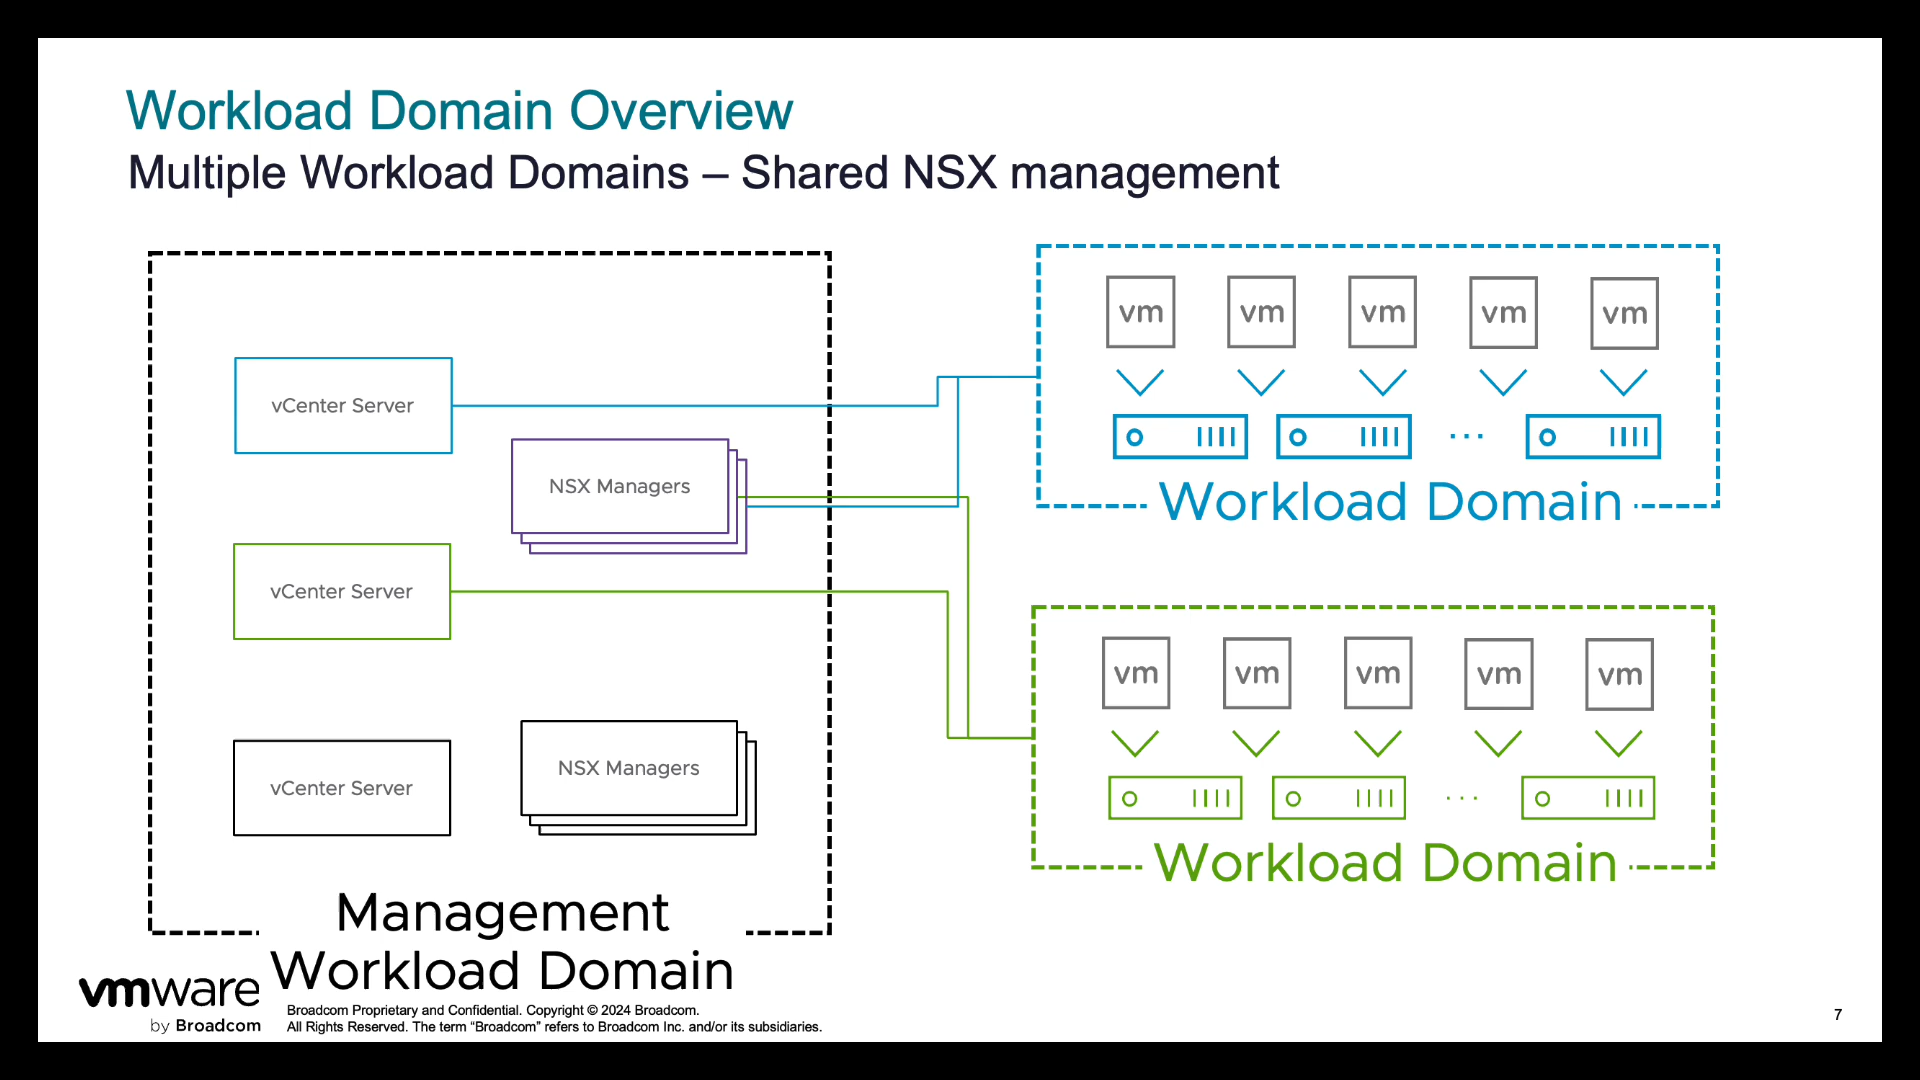 Workload Domain Overview
Multiple Workload Domains – Shared NSX management
vCenter Server
NSX Managers
vCenter Server
vCenter Server
NSX Managers
Management
Workload Domain
vm vm vm vm vm
...
Workload Domain
vm vm vm vm vm
...
Workload Domain
vmware
by Broadcom
Broadcom Proprietary and Confidential. Copyright © 2024 Broadcom.
All Rights Reserved. The term “Broadcom” refers to Broadcom Inc. and/or its subsidiaries.
7